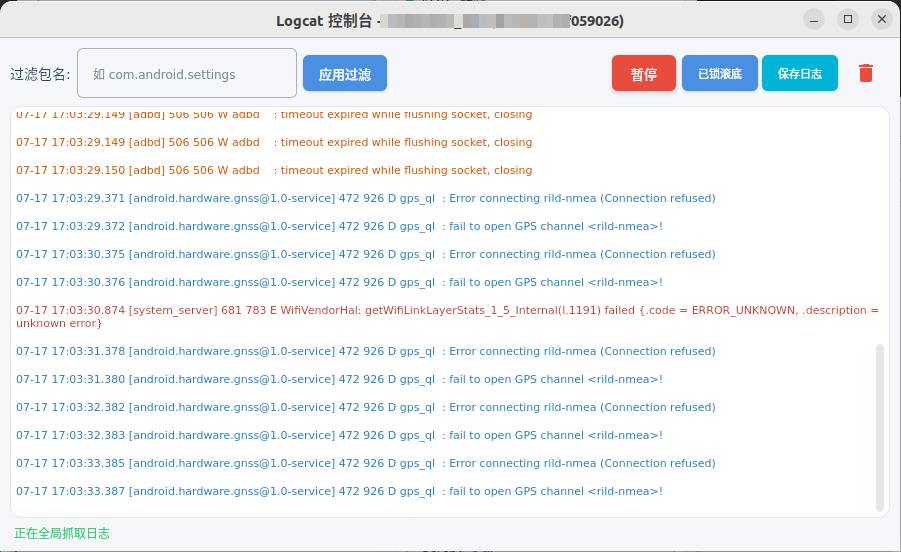 Logcat 控制台 - f059026)
过滤包名: 如 com.android.settings 应用过滤 暂停 已锁滚底 保存日志
07-17 17:03:29.149 [adbd] 506 506 W adbd : timeout expired while flushing socket, closing
07-17 17:03:29.149 [adbd] 506 506 W adbd : timeout expired while flushing socket, closing
07-17 17:03:29.150 [adbd] 506 506 W adbd : timeout expired while flushing socket, closing
07-17 17:03:29.371 [android.hardware.gnss@1.0-service] 472 926 D gps_ql : Error connecting rild-nmea (Connection refused)
07-17 17:03:29.372 [android.hardware.gnss@1.0-service] 472 926 D gps_ql : fail to open GPS channel <rild-nmea>!
07-17 17:03:30.375 [android.hardware.gnss@1.0-service] 472 926 D gps_ql : Error connecting rild-nmea (Connection refused)
07-17 17:03:30.376 [android.hardware.gnss@1.0-service] 472 926 D gps_ql : fail to open GPS channel <rild-nmea>!
07-17 17:03:30.874 [system_server] 681 783 E WifiVendorHal: getWifiLinkLayerStats_1_5_Internal(l.1191) failed {.code = ERROR_UNKNOWN, .description =
unknown error}
07-17 17:03:31.378 [android.hardware.gnss@1.0-service] 472 926 D gps_ql : Error connecting rild-nmea (Connection refused)
07-17 17:03:31.380 [android.hardware.gnss@1.0-service] 472 926 D gps_ql : fail to open GPS channel <rild-nmea>!
07-17 17:03:32.382 [android.hardware.gnss@1.0-service] 472 926 D gps_ql : Error connecting rild-nmea (Connection refused)
07-17 17:03:32.383 [android.hardware.gnss@1.0-service] 472 926 D gps_ql : fail to open GPS channel <rild-nmea>!
07-17 17:03:33.385 [android.hardware.gnss@1.0-service] 472 926 D gps_ql : Error connecting rild-nmea (Connection refused)
07-17 17:03:33.387 [android.hardware.gnss@1.0-service] 472 926 D gps_ql : fail to open GPS channel <rild-nmea>!
正在全局抓取日志